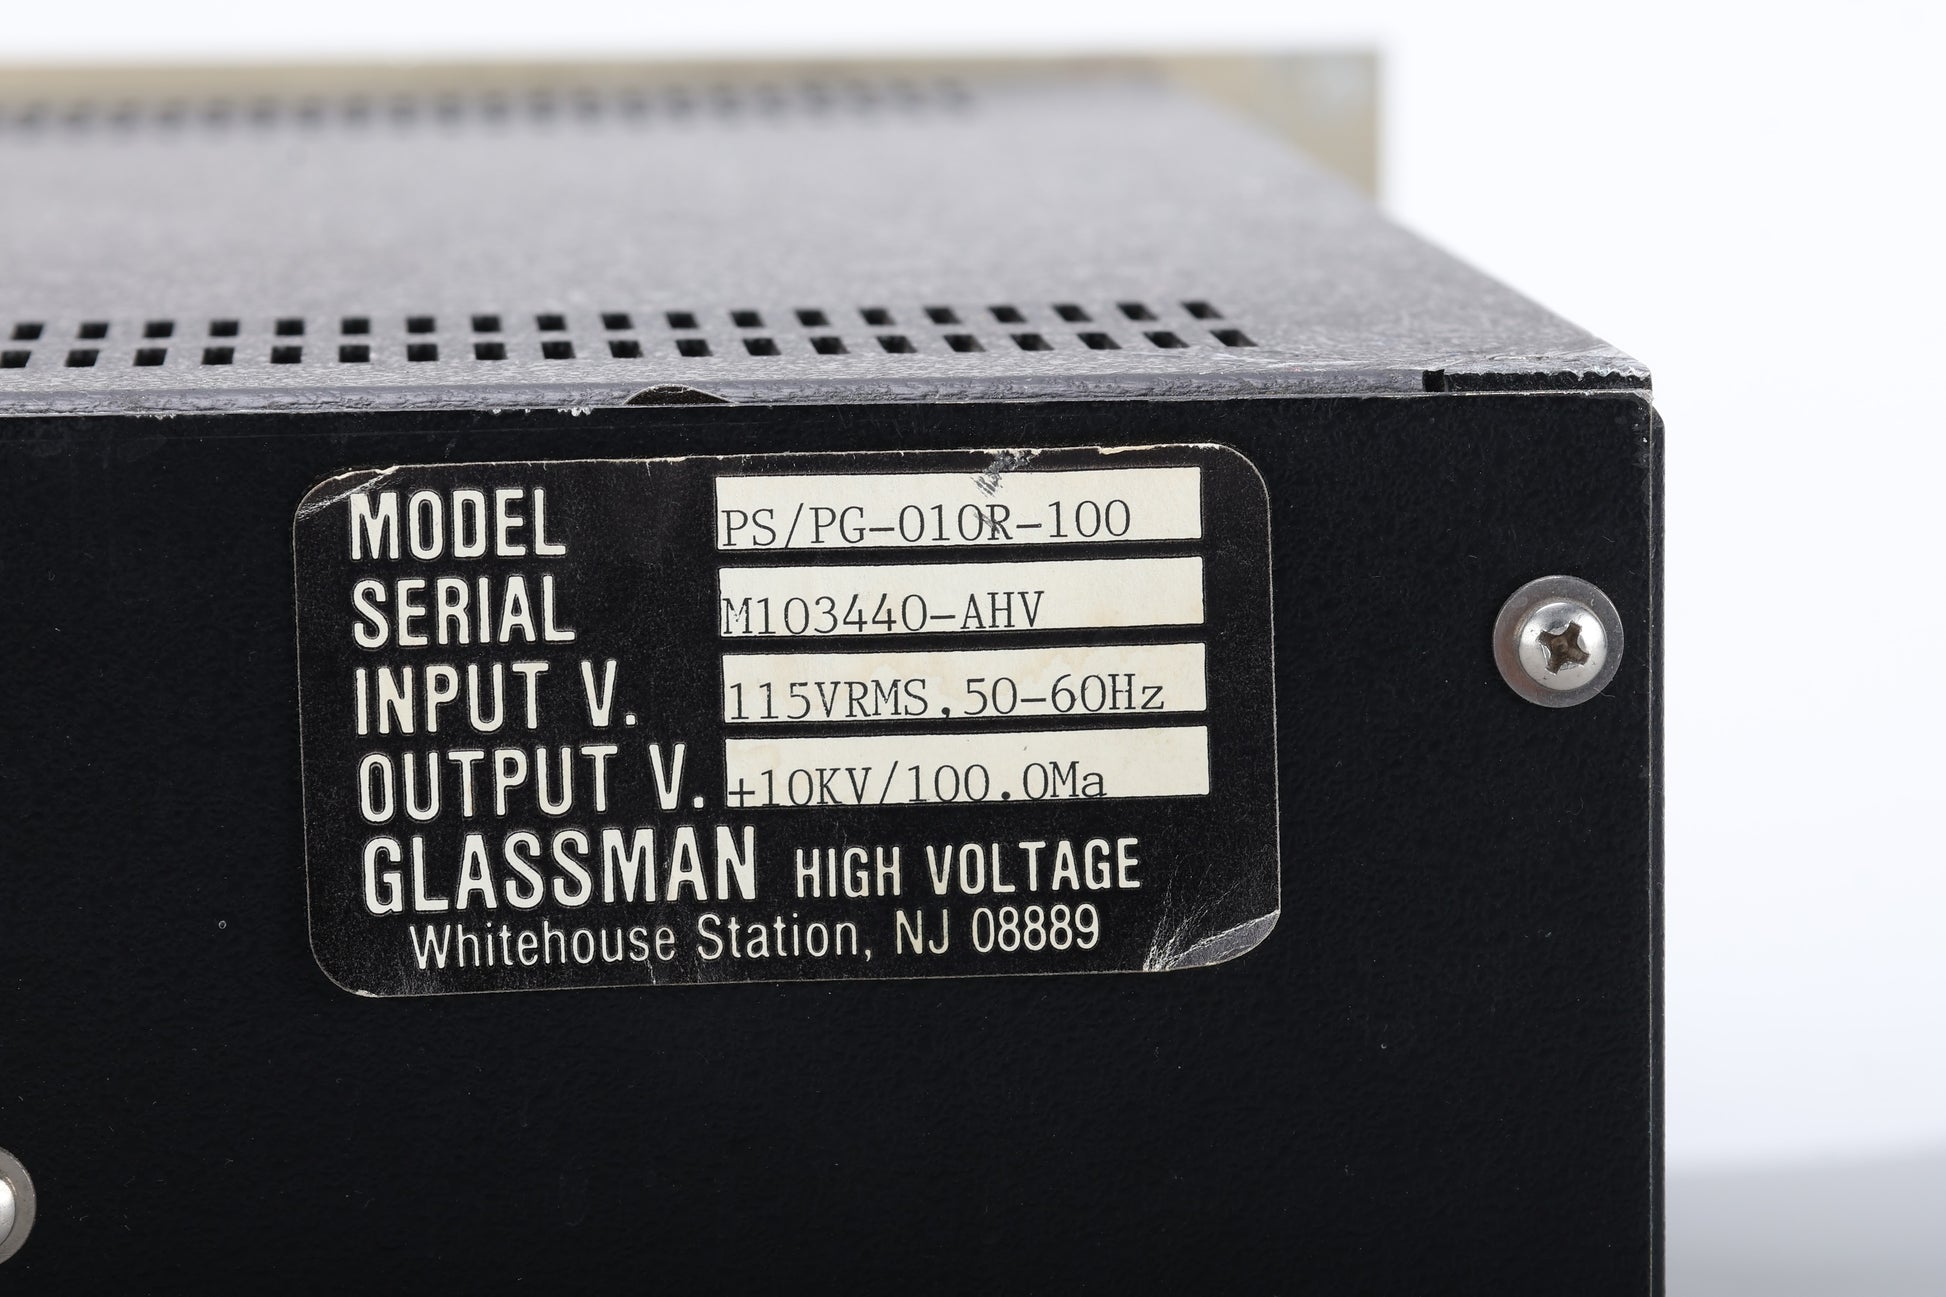 MODEL PS/PG-010R-100
SERIAL M103440-AHV
INPUT V. 115VRMS,50-60Hz
OUTPUT V. +10KV/100.0Ma
GLASSMAN HIGH VOLTAGE
Whitehouse Station, NJ 08889